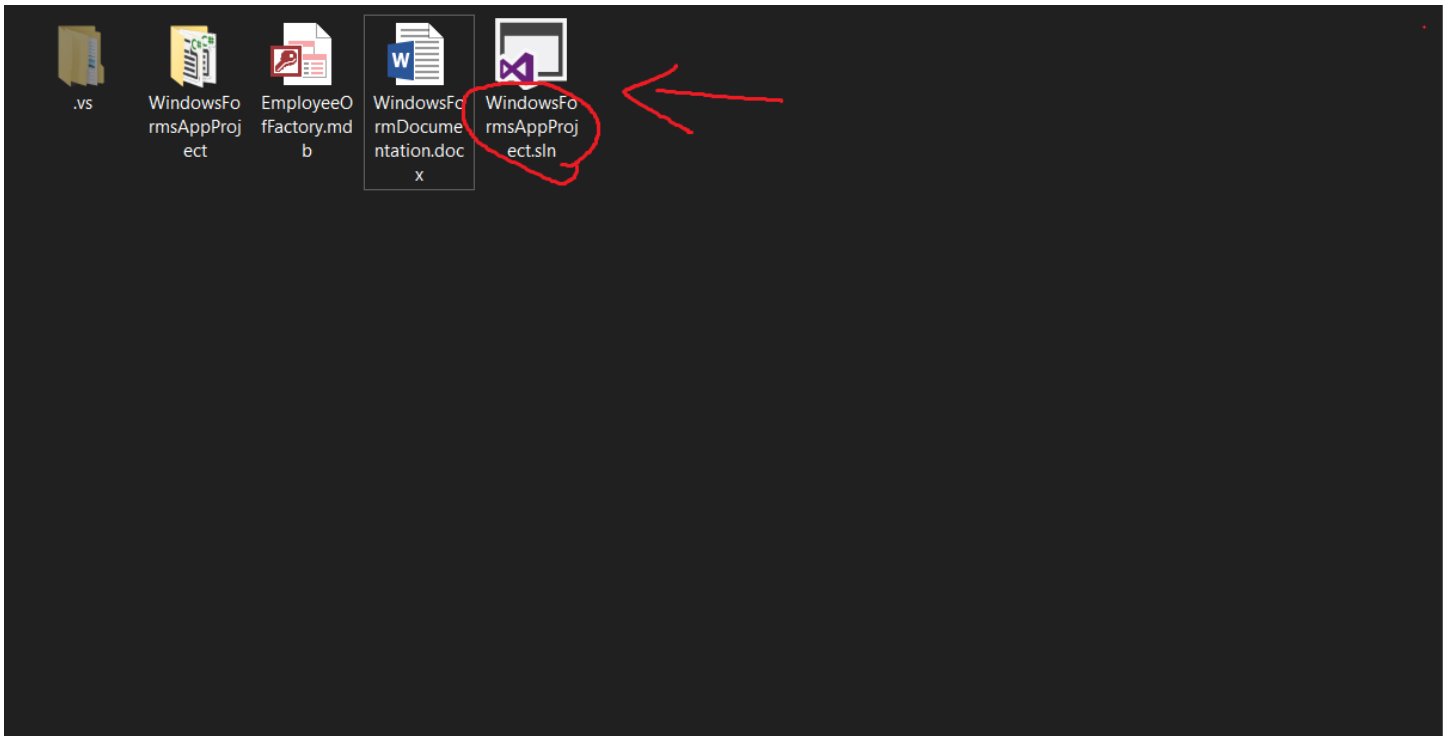 .vs
WindowsFo
rmsAppProj
ect
EmployeeO
fFactory.md
b
WindowsFo
rmDocume
ntation.doc
x
WindowsFo
rmsAppProj
ect.sln